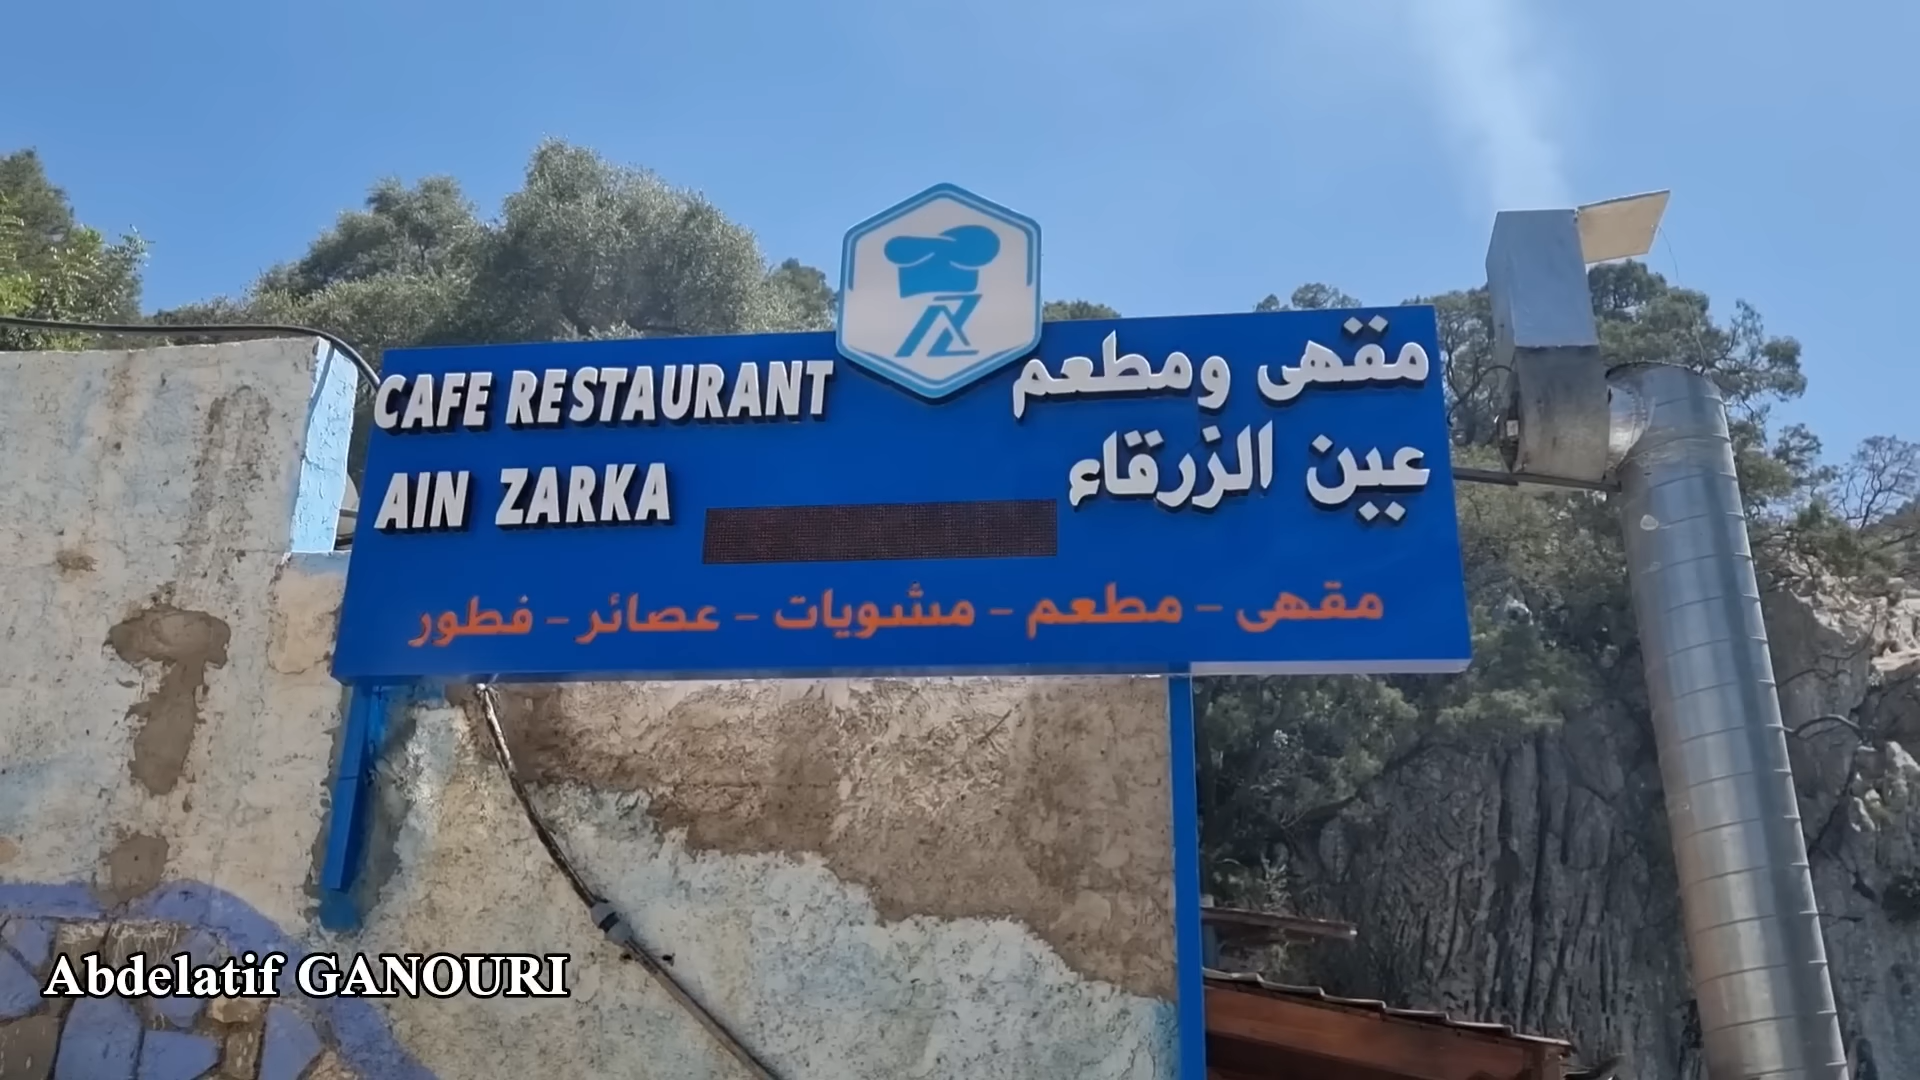 CAFE RESTAURANT
AIN ZARKA
مقهى ومطعم
عين الزرقاء
مقهى - مطعم - مشويات - عصائر - فطور
Abdelatif GANOURI